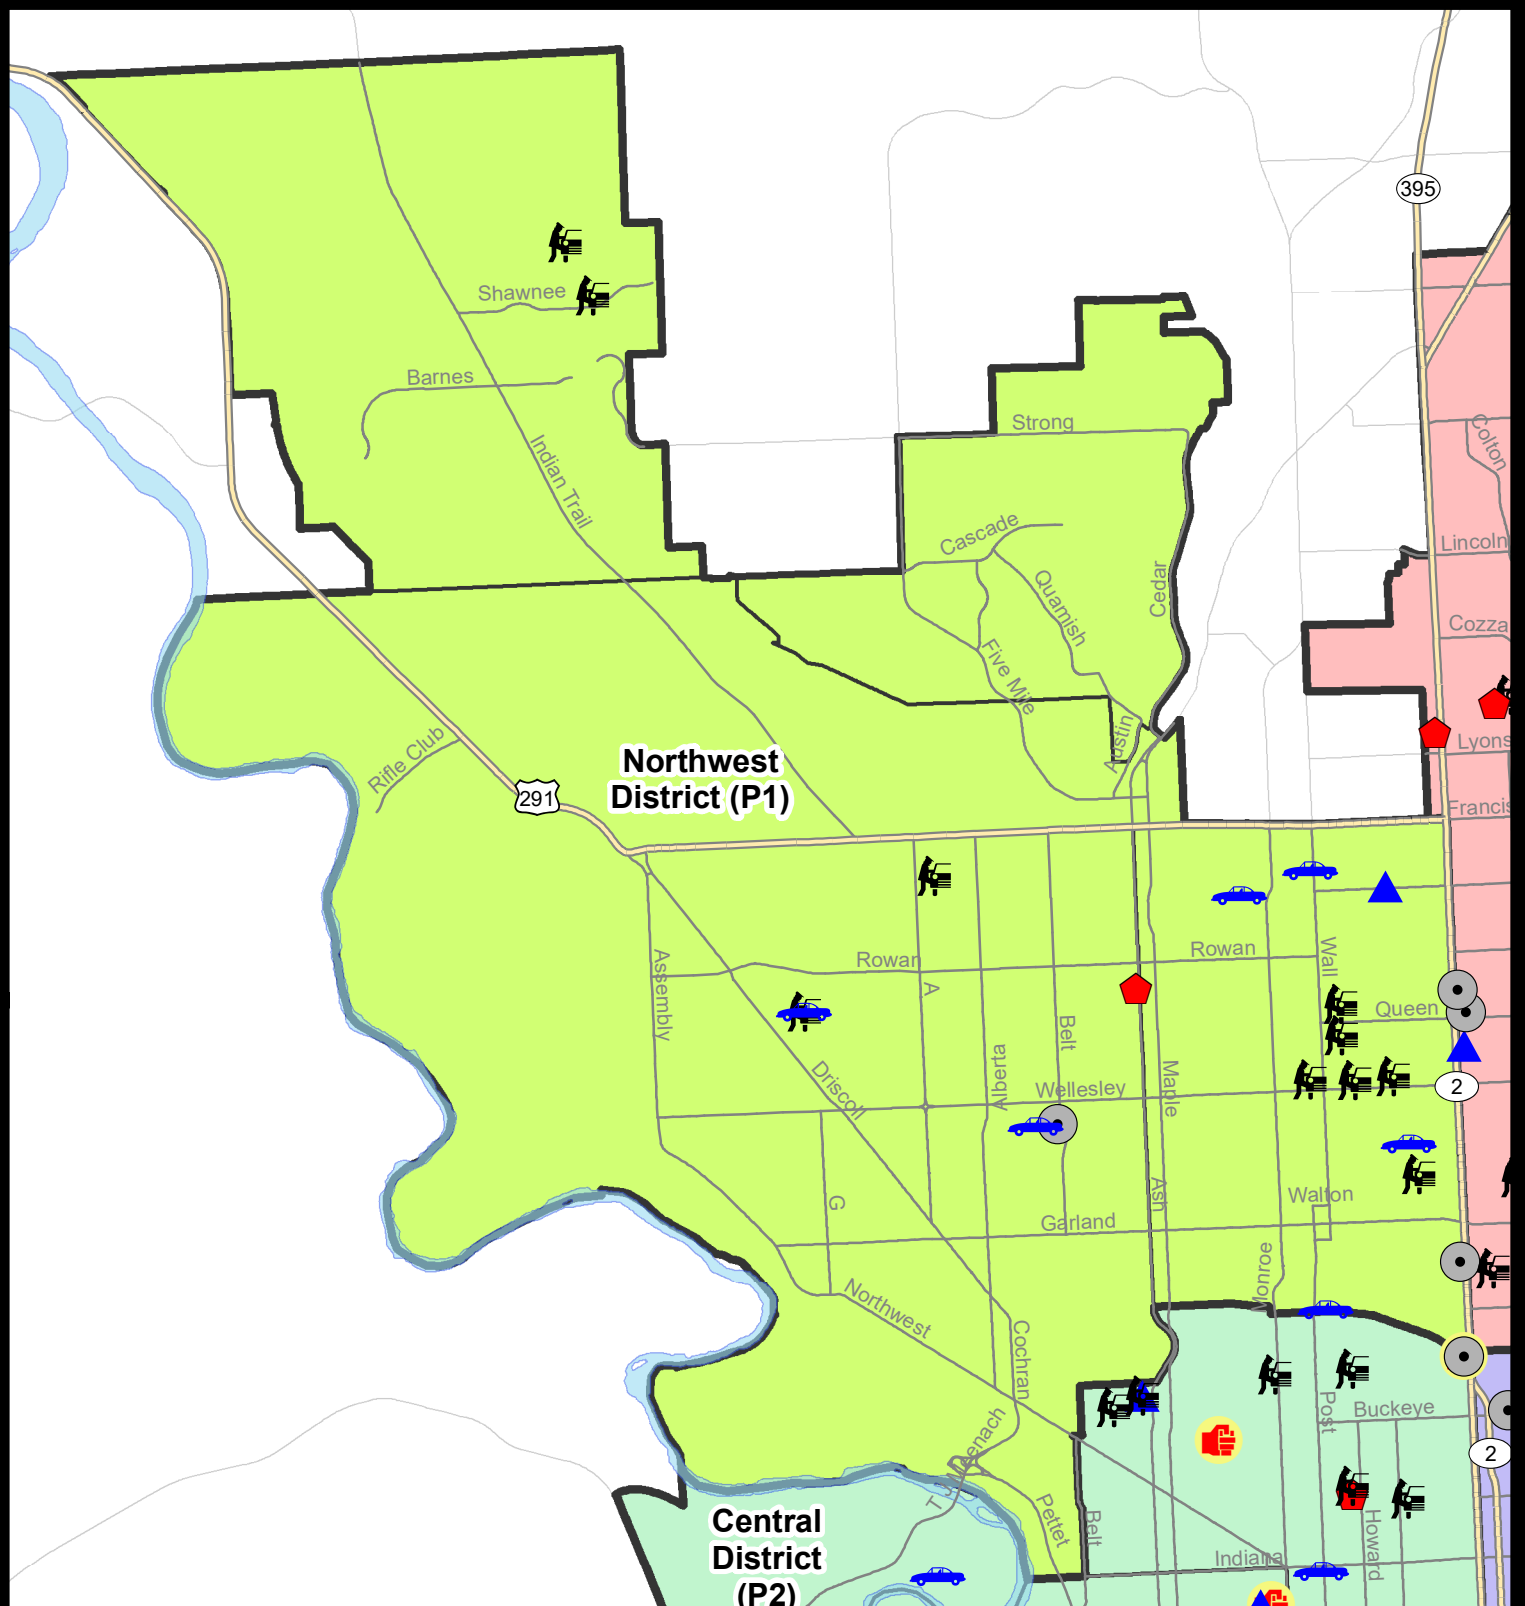 395
Shawnee
Barnes
Indian Trail
Strong
Colton
Cascade
Lincoln
Quamish
Cedar
Cozza
Five Mile
Austin
Lyons
Rifle Club
Northwest
District (P1)
291
Francis
Rowan
Rowan
Wall
Assembly
A
Queen
Belt
Alberta
Driscoll
Wellesley
Maple
2
G
Ash
Walton
Garland
Monroe
Northwest
Cochran
Post
Buckeye
2
T J Meenach
Pettet
Belt
Howard
Indiana
Central
District
(P2)